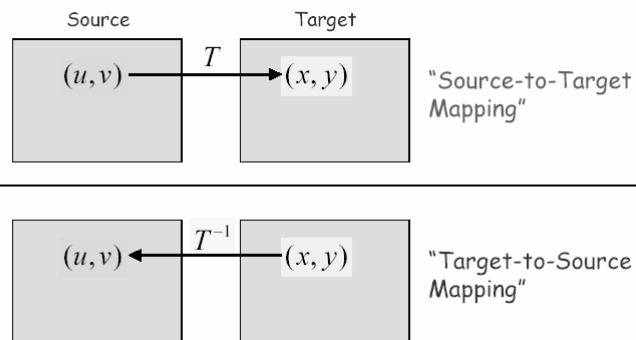 Source Target
(u, v) T (x, y)
"Source-to-Target
Mapping"
(u, v) T⁻¹ (x, y)
"Target-to-Source
Mapping"